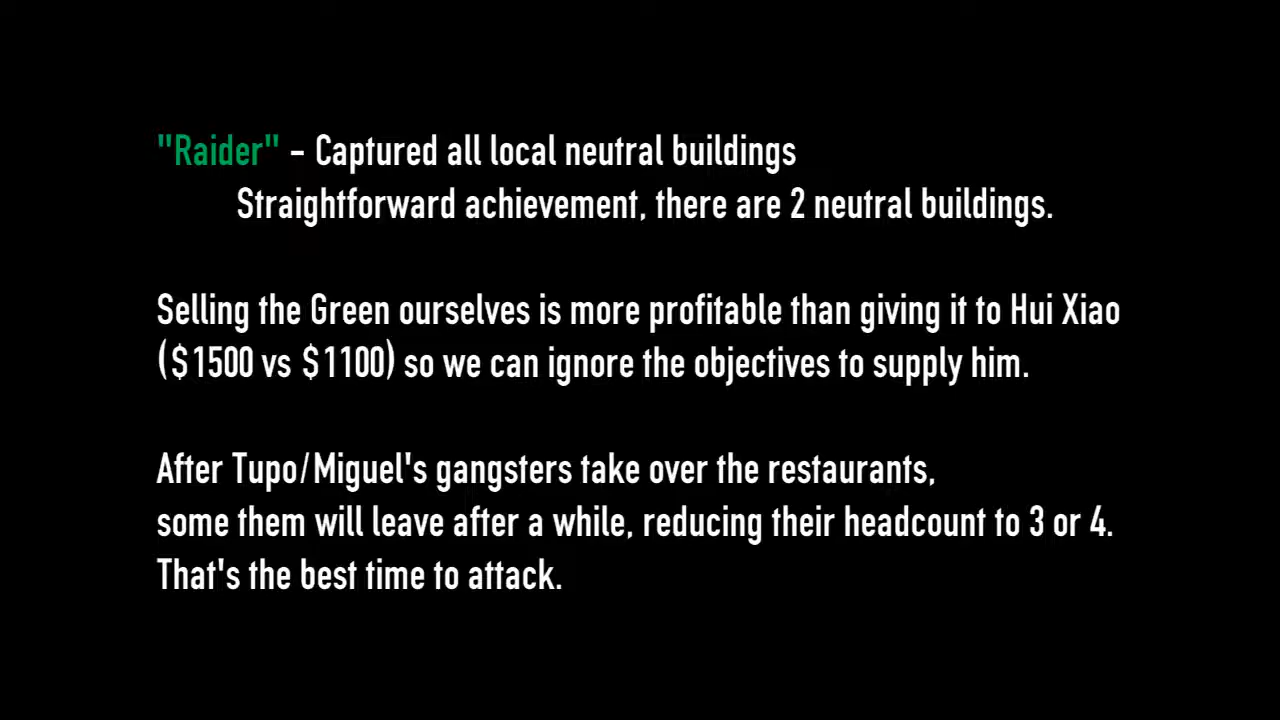 "Raider" - Captured all local neutral buildings
Straightforward achievement, there are 2 neutral buildings.
Selling the Green ourselves is more profitable than giving it to Hui Xiao
($1500 vs $1100) so we can ignore the objectives to supply him.
After Tupo/Miguel's gangsters take over the restaurants,
some them will leave after a while, reducing their headcount to 3 or 4.
That's the best time to attack.